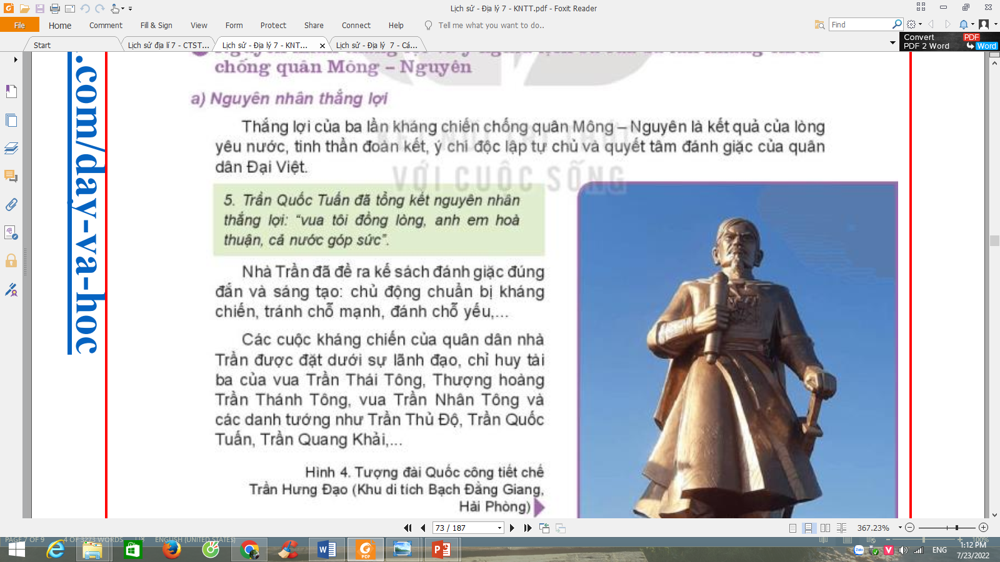 Lịch sử - Địa lý 7 - KNTT.pdf - Foxit Reader
File Home Comment Fill & Sign View Form Protect Share Connect Help Tell me what you want to do.. Find
Start Lịch sử địa lí 7 - CTST... Lịch sử - Địa lý 7 - KNT... Lịch sử - Địa lý 7 - Cá... Convert PDF
PDF 2 Word Word
.com/day-va-hoc
chống quân Mông – Nguyên
a) Nguyên nhân thắng lợi
Thắng lợi của ba lần kháng chiến chống quân Mông – Nguyên là kết quả của lòng
yêu nước, tinh thần đoàn kết, ý chí độc lập tự chủ và quyết tâm đánh giặc của quân
dân Đại Việt.
VỚI CUỘC SỐNG
5. Trần Quốc Tuấn đã tổng kết nguyên nhân
thắng lợi: “vua tôi đồng lòng, anh em hoà
thuận, cả nước góp sức”.
Nhà Trần đã đề ra kế sách đánh giặc đúng
đắn và sáng tạo: chủ động chuẩn bị kháng
chiến, tránh chỗ mạnh, đánh chỗ yếu,...
Các cuộc kháng chiến của quân dân nhà
Trần được đặt dưới sự lãnh đạo, chỉ huy tài
ba của vua Trần Thái Tông, Thượng hoàng
Trần Thánh Tông, vua Trần Nhân Tông và
các danh tướng như Trần Thủ Độ, Trần Quốc
Tuấn, Trần Quang Khải,...
Hình 4. Tượng đài Quốc công tiết chế
Trần Hưng Đạo (Khu di tích Bạch Đằng Giang,
Hải Phòng)
73 / 187 367.23%
PAGE 7 OF 9 4 OF 3273 WORDS ENGLISH (UNITED STATES) 100%
ENG 1:12 PM
7/23/2022